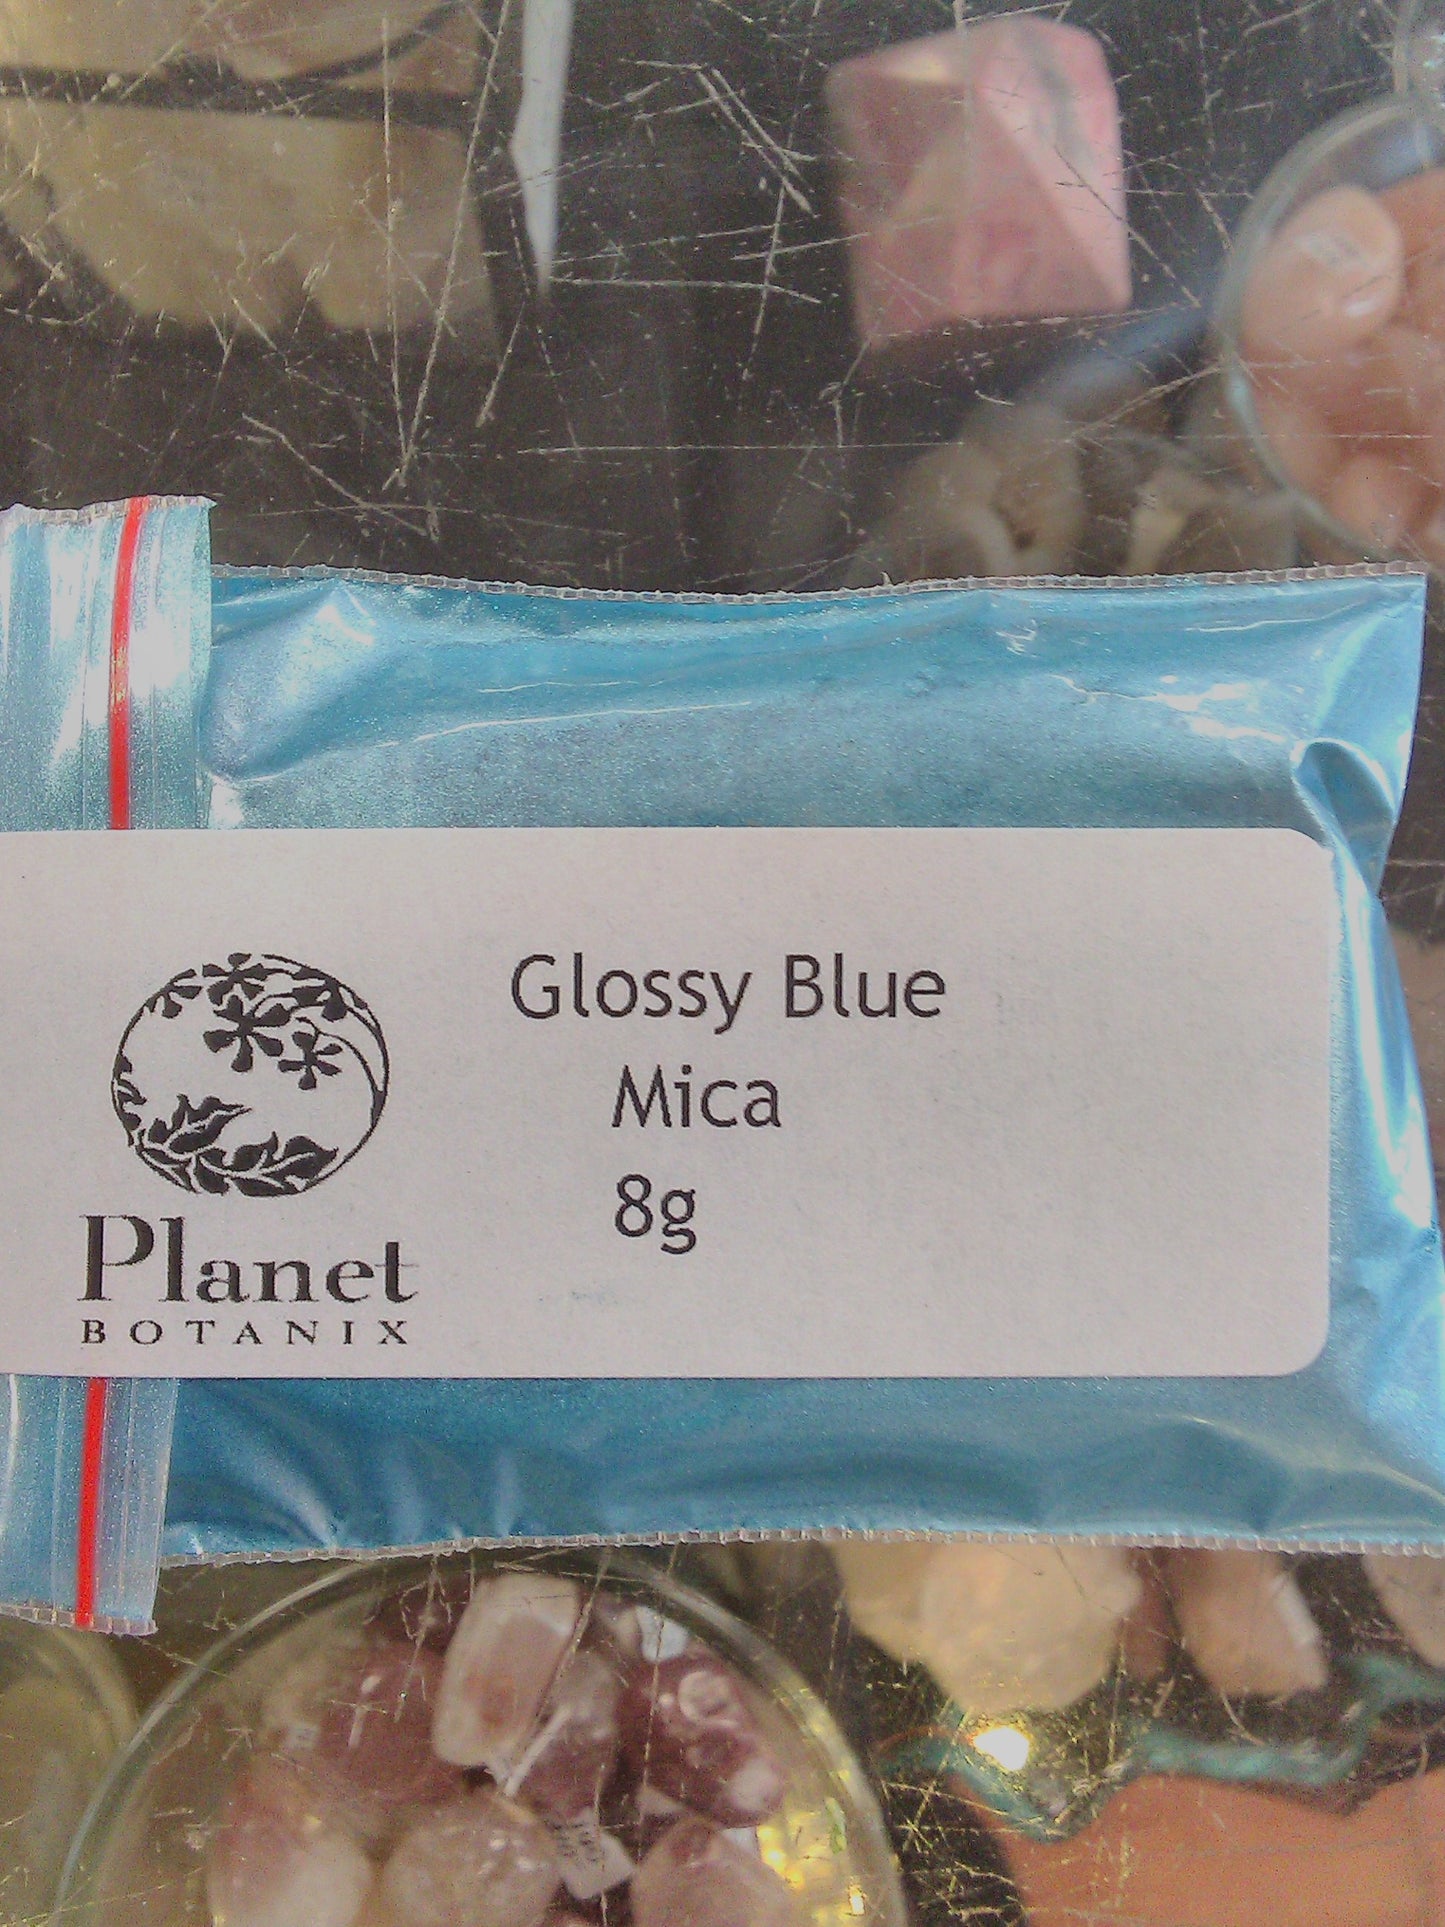 Glossy Blue
Mica
8g
Planet
BOTANIX